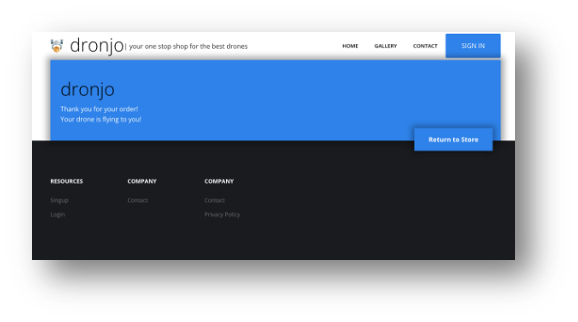 dronjo | your one stop shop for the best drones HOME GALLERY CONTACT SIGN IN
dronjo
Thank you for your order!
Your drone is flying to you!
Return to Store
RESOURCES COMPANY COMPANY
Singup Contact Contact
Login Privacy Policy